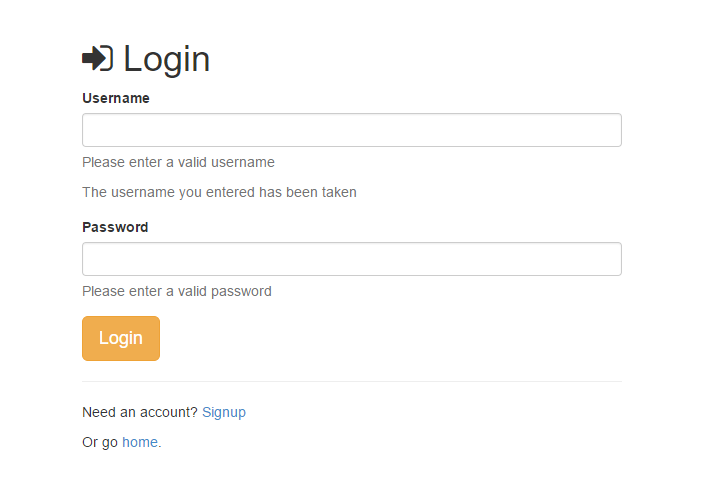 Login
Username
Please enter a valid username
The username you entered has been taken
Password
Please enter a valid password
Login
Need an account? Signup
Or go home.